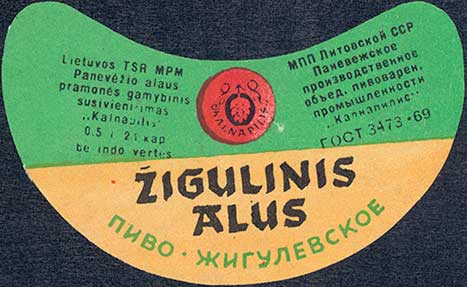 Lietuvos TSR MPM
Panevėžio alaus
pramonės gamybinis
susivienijimas
„Kalnapilis“
0.5 l 21 kap
be indo vertės
KALNAPILIS
МПП Литовской ССР
Паневежское
производственное
объед. пивоварен.
промышленности
„Калнапилис“
ГОСТ 3473 · 69
ŽIGULINIS
ALUS
ПИВО · ЖИГУЛЕВСКОЕ